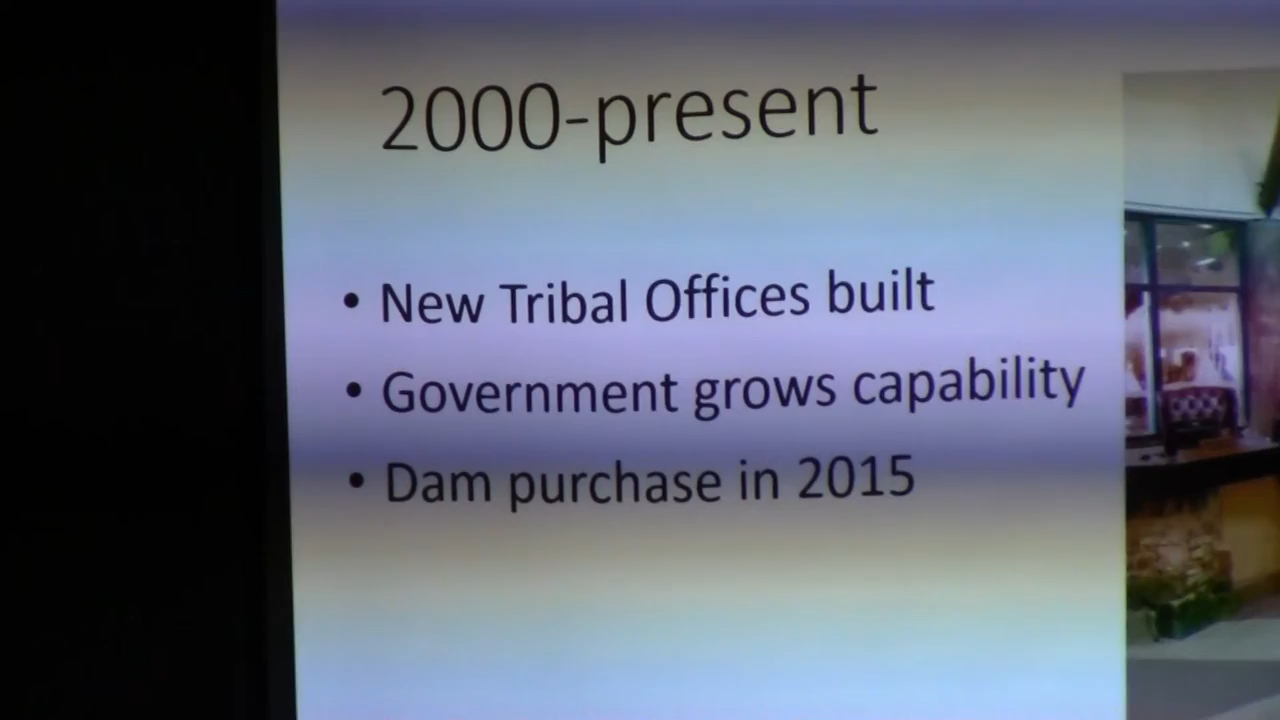 2000-present
• New Tribal Offices built
• Government grows capability
• Dam purchase in 2015